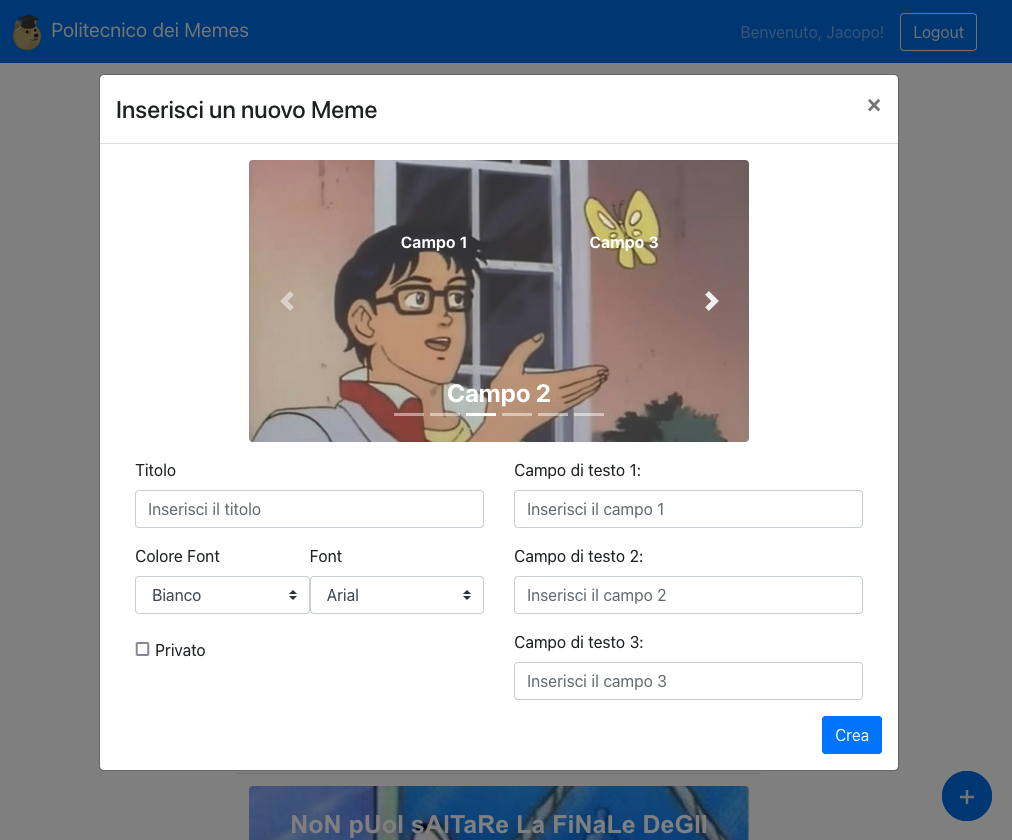 Politecnico dei Memes
Benvenuto, Jacopo!
Logout
Inserisci un nuovo Meme
×
Campo 1
Campo 3
Campo 2
Titolo
Inserisci il titolo
Campo di testo 1:
Inserisci il campo 1
Colore Font
Font
Bianco
Arial
Campo di testo 2:
Inserisci il campo 2
Privato
Campo di testo 3:
Inserisci il campo 3
Crea
+
NoN pUoI sAlTaRe La FiNaLe DeGlI